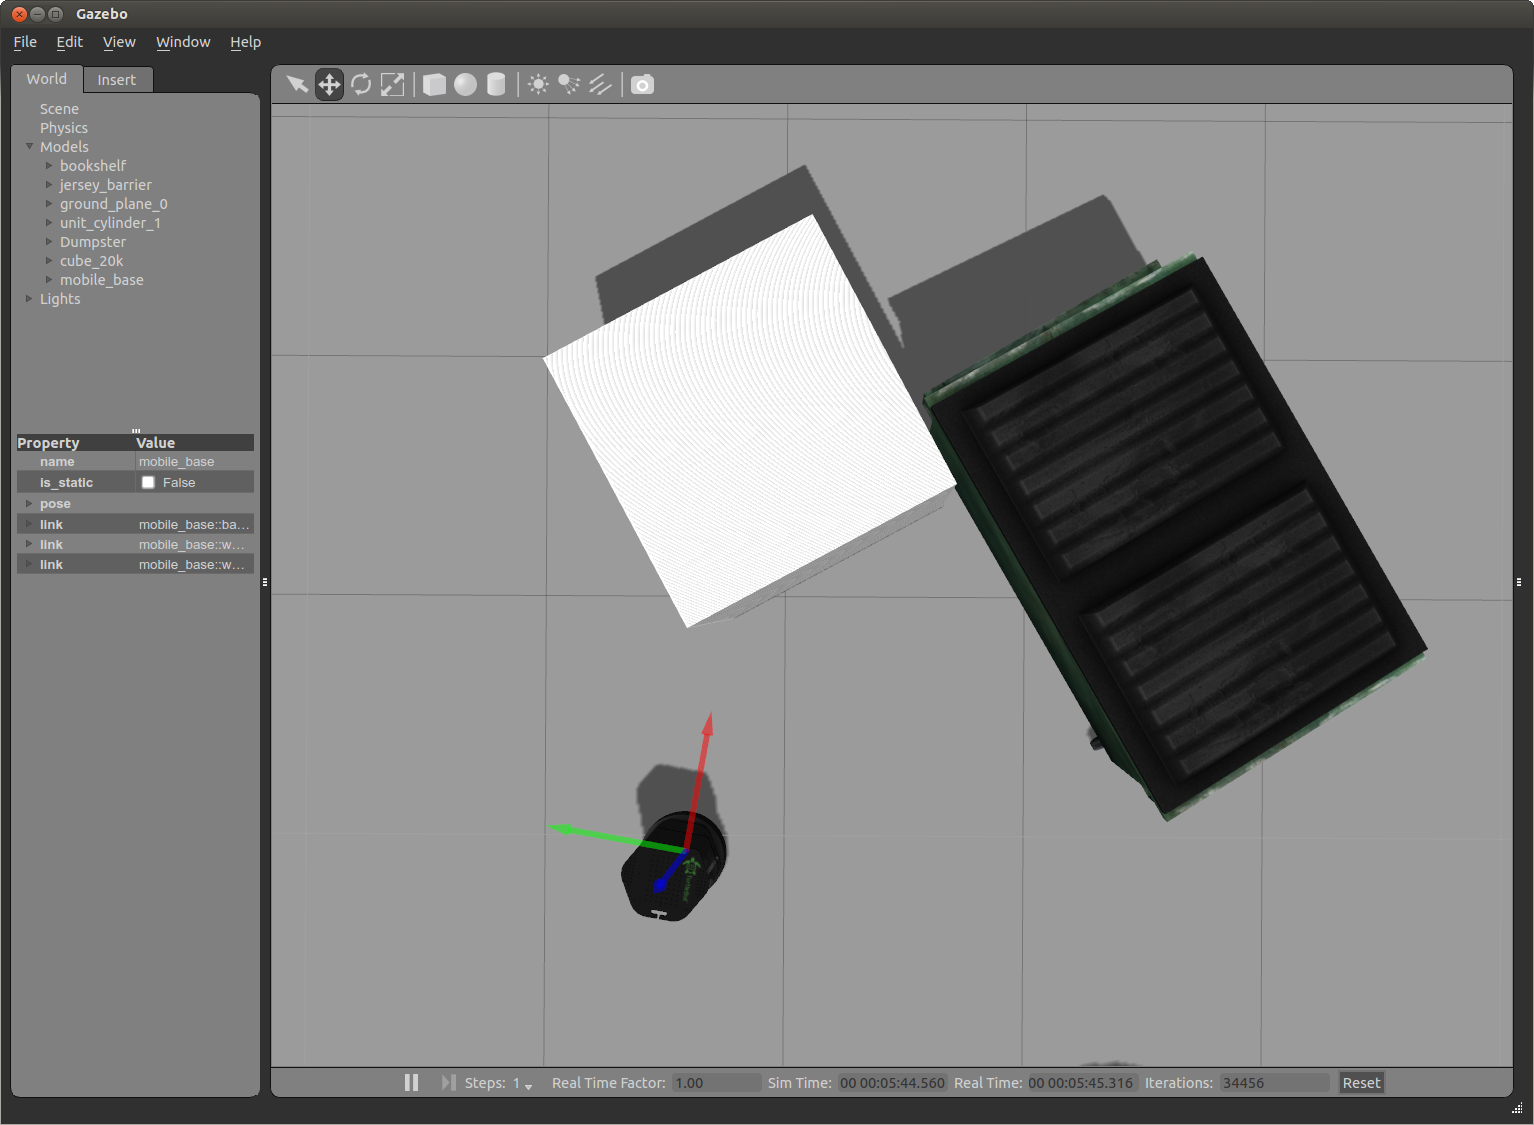 Gazebo
File Edit View Window Help
World Insert
Scene
Physics
Models
bookshelf
jersey_barrier
ground_plane_0
unit_cylinder_1
Dumpster
cube_20k
mobile_base
Lights
Property Value
name mobile_base
is_static False
pose
link mobile_base::ba...
link mobile_base::w...
link mobile_base::w...
Steps: 1 Real Time Factor: 1.00 Sim Time: 00 00:05:44.560 Real Time: 00 00:05:45.316 Iterations: 34456 Reset